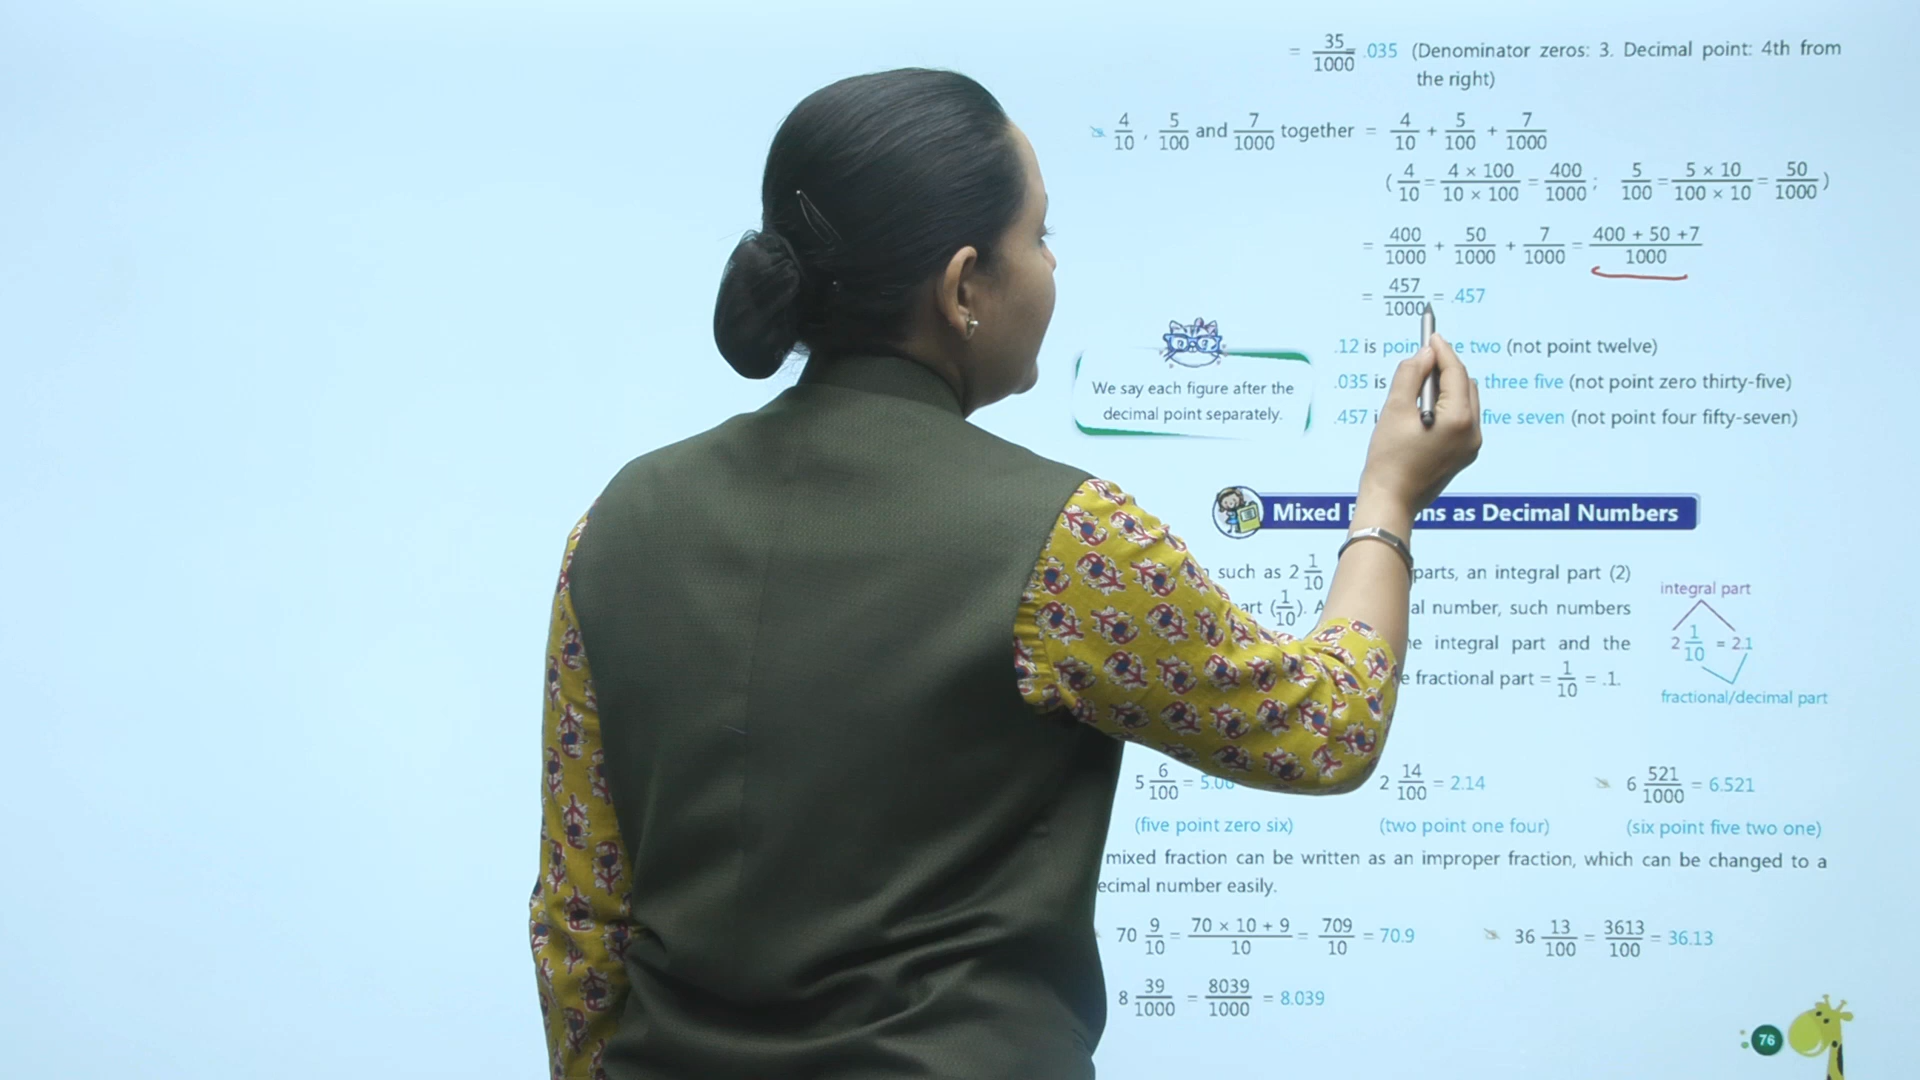 = 35/1000 = .035 (Denominator zeros: 3. Decimal point: 4th from
the right)
4/10, 5/100 and 7/1000 together = 4/10 + 5/100 + 7/1000
(4/10 = 4 × 100/10 × 100 = 400/1000; 5/100 = 5 × 10/100 × 10 = 50/1000)
= 400/1000 + 50/1000 + 7/1000 = 400 + 50 +7/1000
= 457/1000 = .457
We say each figure after the
decimal point separately.
.12 is two (not point twelve)
.035 is three five (not point zero thirty-five)
.457 five seven (not point four fifty-seven)
Mixed as Decimal Numbers
such as 2 1/10 parts, an integral part (2)
(1/10). al number, such numbers
integral part and the
fractional part = 1/10 = .1.
integral part
2 1/10 = 2.1
fractional/decimal part
5 6/100 = 5.06 2 14/100 = 2.14 6 521/1000 = 6.521
(five point zero six) (two point one four) (six point five two one)
mixed fraction can be written as an improper fraction, which can be changed to a
ecimal number easily.
70 9/10 = 70 × 10 + 9/10 = 709/10 = 70.9 36 13/100 = 3613/100 = 36.13
8 39/1000 = 8039/1000 = 8.039
76